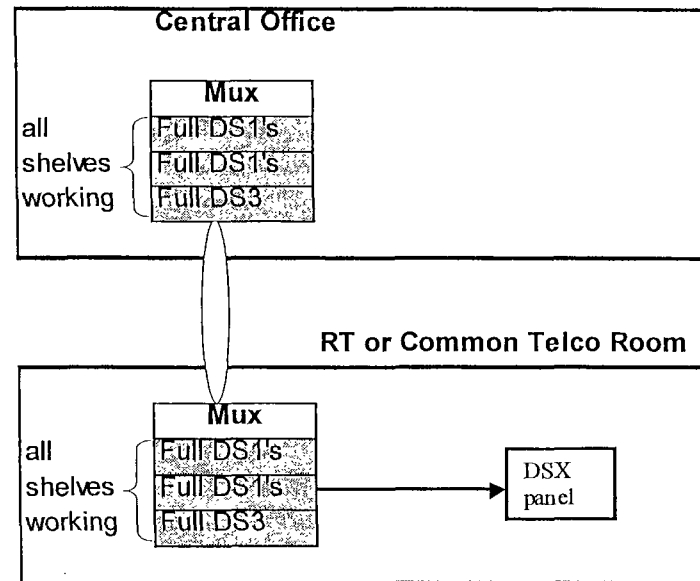 Central Office
Mux
all
shelves
working
Full DS1's
Full DS1's
Full DS3
RT or Common Telco Room
Mux
all
shelves
working
Full DS1's
Full DS1's
Full DS3
DSX
panel